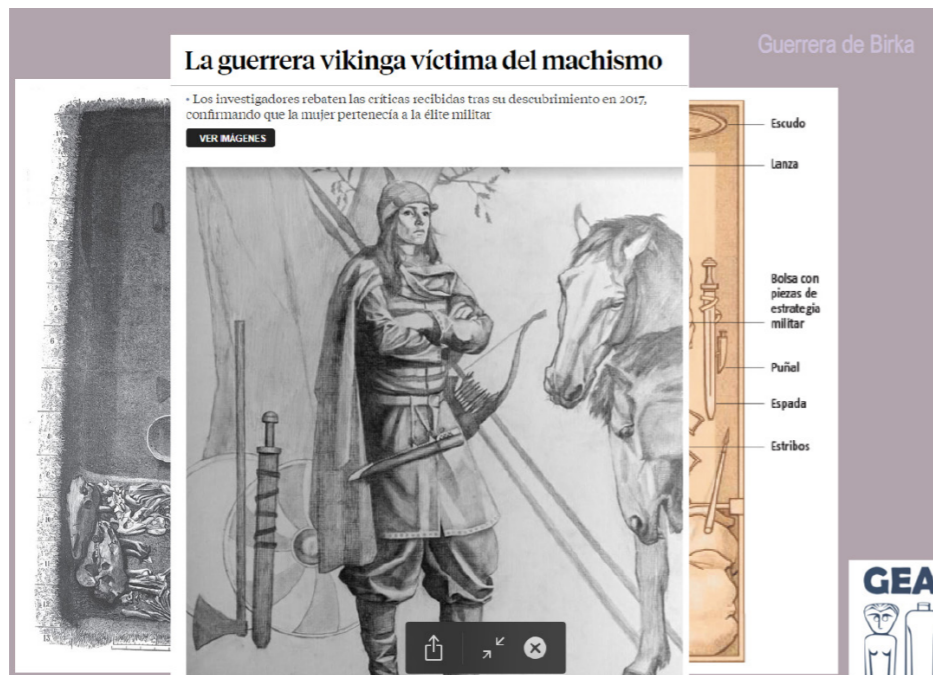 Guerrera de Birka
La guerrera vikinga víctima del machismo
· Los investigadores rebaten las críticas recibidas tras su descubrimiento en 2017,
confirmando que la mujer pertenecía a la élite militar
VER IMÁGENES
Escudo
Lanza
Bolsa con
piezas de
estrategia
militar
Puñal
Espada
Estribos
GEA